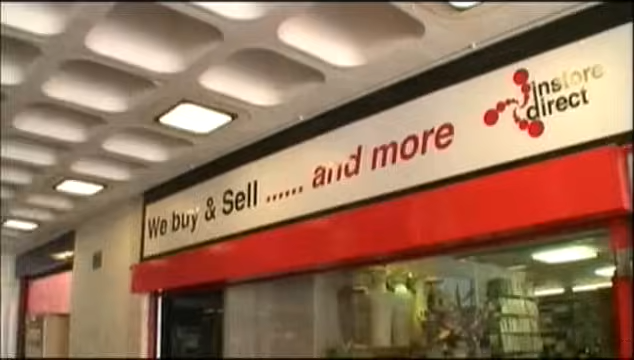 We buy & Sell ...... and more
instore
direct